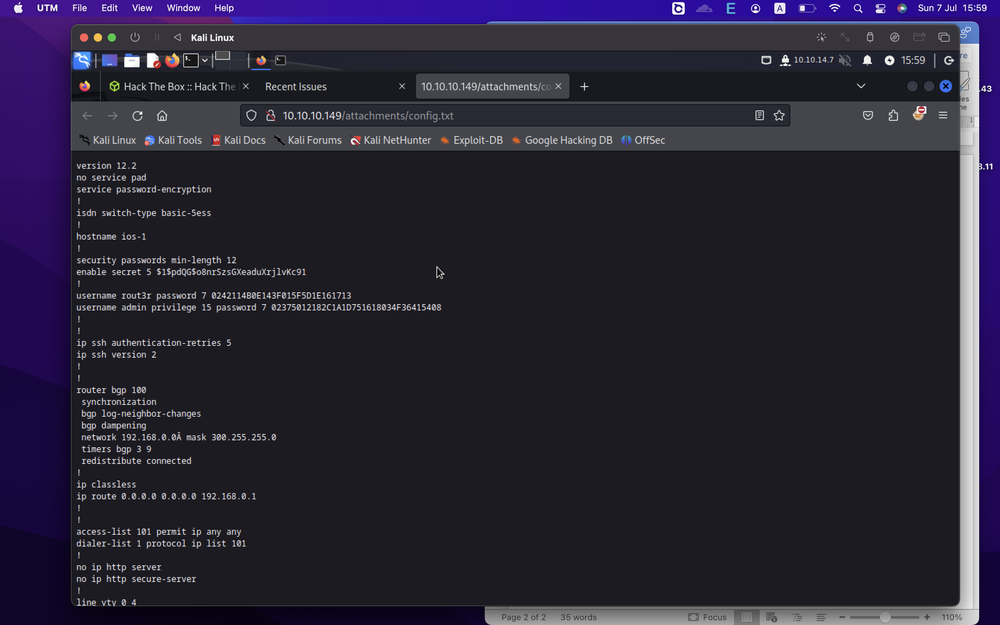 UTM File Edit View Window Help
A
Sun 7 Jul 15:59
Kali Linux
10.10.14.7
15:59
Hack The Box :: Hack The
Recent Issues
10.10.10.149/attachments/co
10.10.10.149/attachments/config.txt
Kali Linux Kali Tools Kali Docs Kali Forums Kali NetHunter Exploit-DB Google Hacking DB OffSec
.43
3.11
version 12.2
no service pad
service password-encryption
!
isdn switch-type basic-5ess
!
hostname ios-1
!
security passwords min-length 12
enable secret 5 $1$pdQG$o8nrSzsGXeaduXrjlvKc91
!
username rout3r password 7 0242114B0E143F015F5D1E161713
username admin privilege 15 password 7 02375012182C1A1D751618034F36415408
!
!
ip ssh authentication-retries 5
ip ssh version 2
!
!
router bgp 100
 synchronization
 bgp log-neighbor-changes
 bgp dampening
 network 192.168.0.0Â mask 300.255.255.0
 timers bgp 3 9
 redistribute connected
!
ip classless
ip route 0.0.0.0 0.0.0.0 192.168.0.1
!
!
access-list 101 permit ip any any
dialer-list 1 protocol ip list 101
!
no ip http server
no ip http secure-server
!
line vty 0 4
Page 2 of 2 35 words Focus 110%